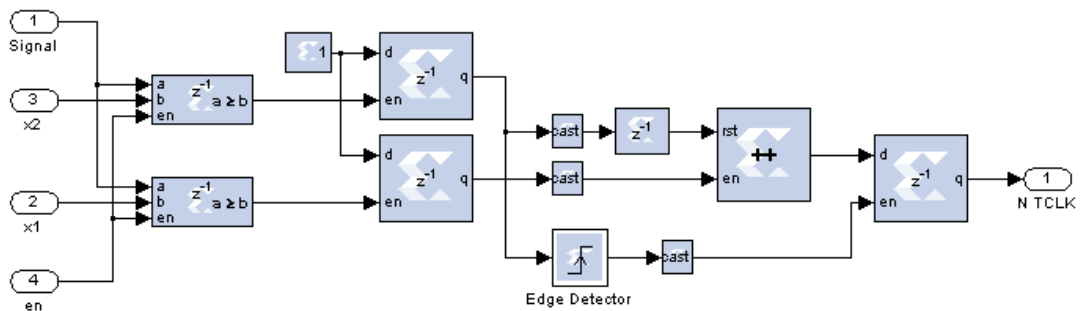 1
Signal
3
x2
2
x1
4
en
a
b
en
z-1
a ≥ b
a
b
en
z-1
a ≥ b
1
d
en
z-1
q
d
en
z-1
q
cast
z-1
cast
rst
en
++
Edge Detector
cast
d
en
z-1
q
1
N TCLK